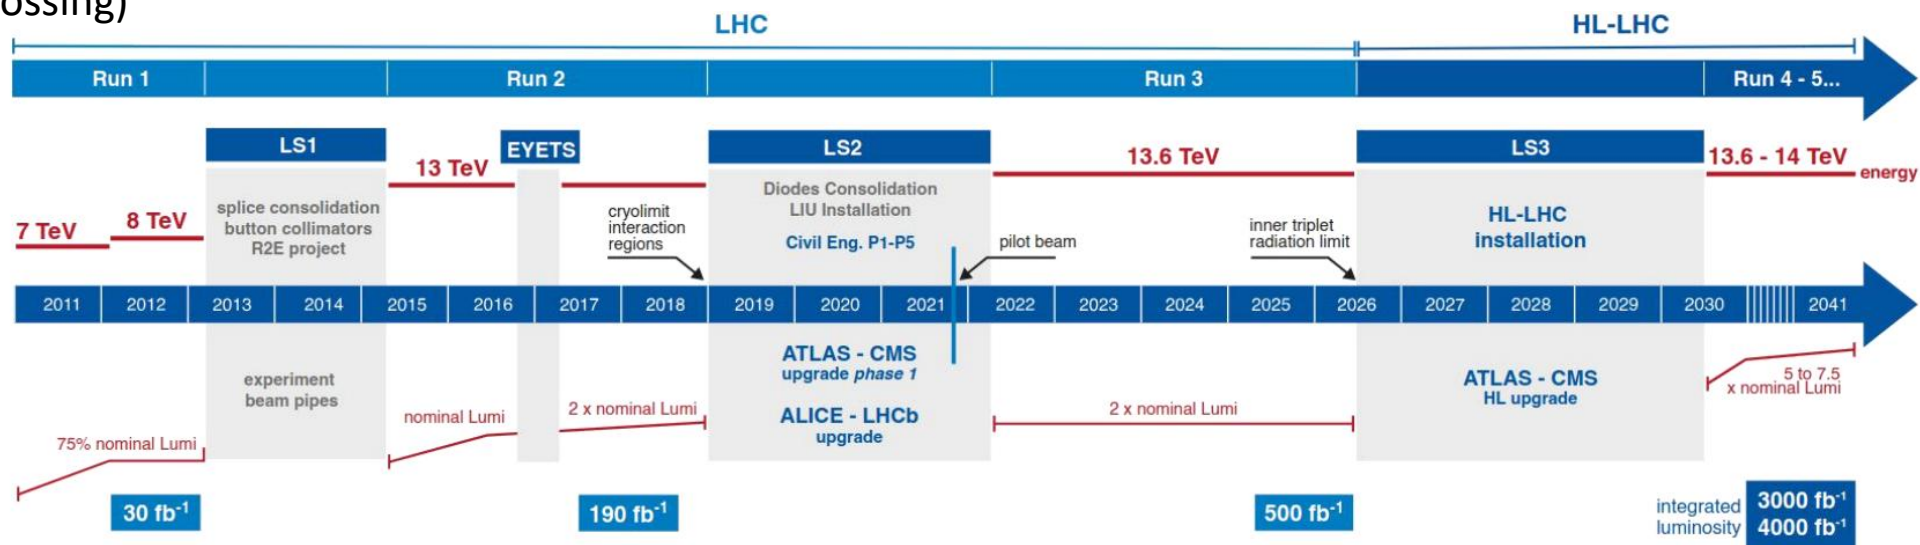 ossing)
LHC
HL-LHC
Run 1
Run 2
Run 3
Run 4 - 5...
LS1
EYETS
LS2
LS3
13 TeV
13.6 TeV
13.6 - 14 TeV
energy
7 TeV
8 TeV
splice consolidation
button collimators
R2E project
cryolimit
interaction
regions
Diodes Consolidation
LIU Installation
Civil Eng. P1-P5
pilot beam
inner triplet
radiation limit
HL-LHC
installation
2011
2012
2013
2014
2015
2016
2017
2018
2019
2020
2021
2022
2023
2024
2025
2026
2027
2028
2029
2030
2041
experiment
beam pipes
ATLAS - CMS
upgrade phase 1
ALICE - LHCb
upgrade
ATLAS - CMS
HL upgrade
5 to 7.5
x nominal Lumi
75% nominal Lumi
nominal Lumi
2 x nominal Lumi
2 x nominal Lumi
30 fb⁻¹
190 fb⁻¹
500 fb⁻¹
integrated
luminosity
3000 fb⁻¹
4000 fb⁻¹